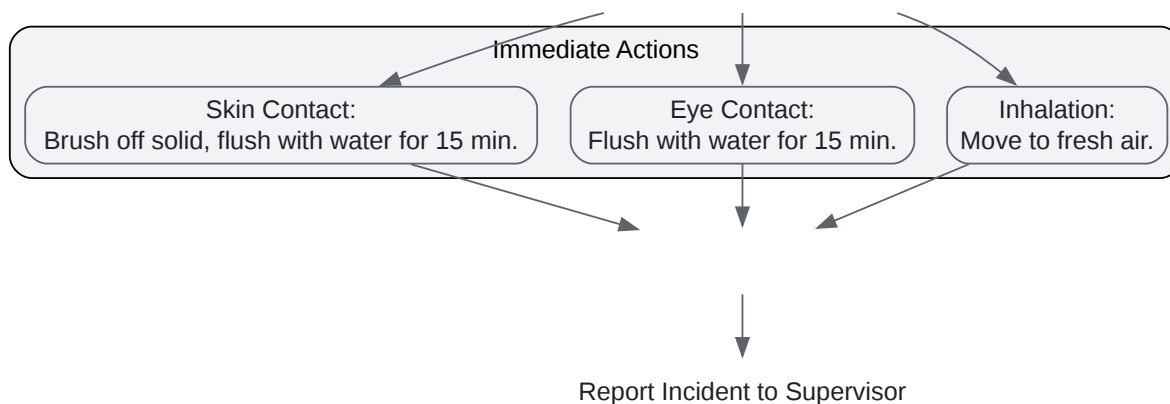 Immediate Actions
Skin Contact:
Brush off solid, flush with water for 15 min.
Eye Contact:
Flush with water for 15 min.
Inhalation:
Move to fresh air.
Report Incident to Supervisor